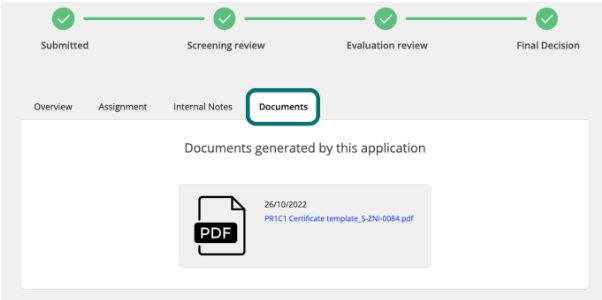 Submitted Screening review Evaluation review Final Decision
Overview Assignment Internal Notes Documents
Documents generated by this application
26/10/2022
PR1C1 Certificate template_S-ZNI-0084.pdf
PDF